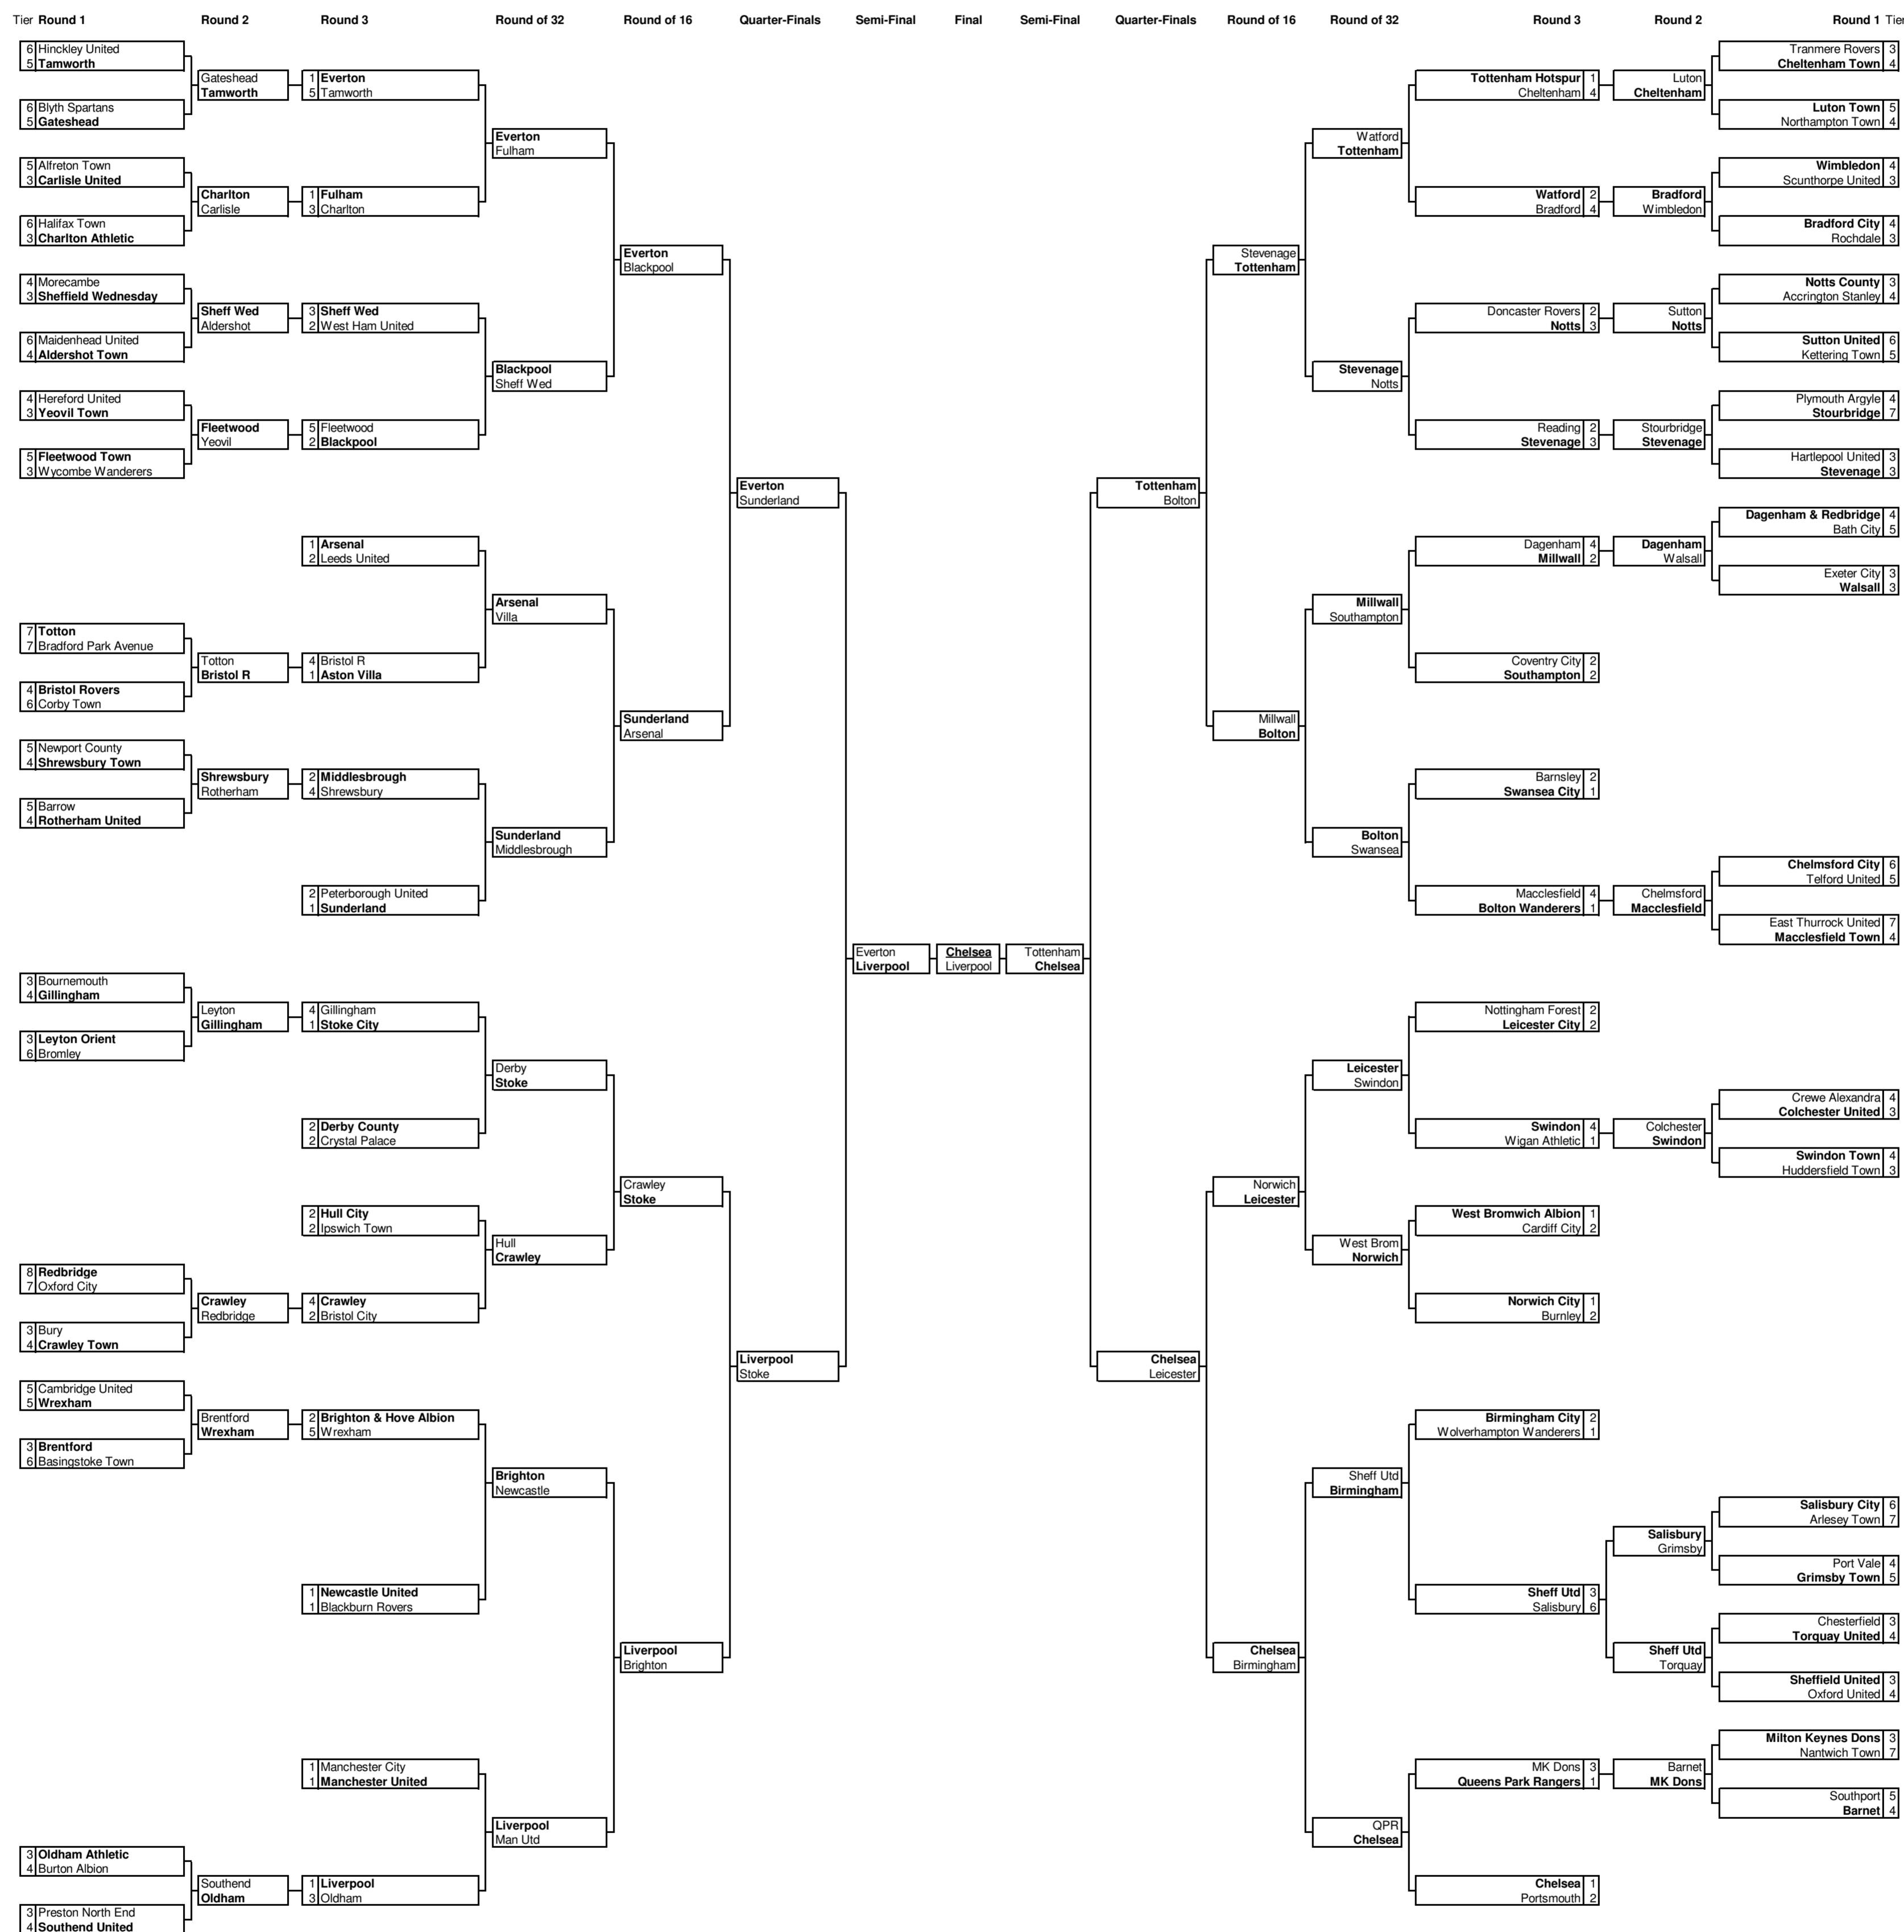 Tier Round 1 Round 2 Round 3 Round of 32 Round of 16 Quarter-Finals Semi-Final Final Semi-Final Quarter-Finals Round of 16 Round of 32 Round 3 Round 2 Round 1 Tier
6 Hinckley United
5 Tamworth
6 Blyth Spartans
5 Gateshead
5 Alfreton Town
3 Carlisle United
6 Halifax Town
3 Charlton Athletic
4 Morecambe
3 Sheffield Wednesday
6 Maidenhead United
4 Aldershot Town
4 Hereford United
3 Yeovil Town
5 Fleetwood Town
3 Wycombe Wanderers
7 Totton
7 Bradford Park Avenue
4 Bristol Rovers
6 Corby Town
5 Newport County
4 Shrewsbury Town
5 Barrow
4 Rotherham United
3 Bournemouth
4 Gillingham
3 Leyton Orient
6 Bromley
8 Redbridge
7 Oxford City
3 Bury
4 Crawley Town
5 Cambridge United
5 Wrexham
3 Brentford
6 Basingstoke Town
3 Oldham Athletic
4 Burton Albion
3 Preston North End
4 Southend United
Gateshead
Tamworth
Charlton
Carlisle
Sheff Wed
Aldershot
Fleetwood
Yeovil
Totton
Bristol R
Shrewsbury
Rotherham
Leyton
Gillingham
Crawley
Redbridge
Brentford
Wrexham
Southend
Oldham
1 Everton
5 Tamworth
1 Fulham
3 Charlton
3 Sheff Wed
2 West Ham United
5 Fleetwood
2 Blackpool
1 Arsenal
2 Leeds United
4 Bristol R
1 Aston Villa
2 Middlesbrough
4 Shrewsbury
2 Peterborough United
1 Sunderland
4 Gillingham
1 Stoke City
2 Derby County
2 Crystal Palace
2 Hull City
2 Ipswich Town
4 Crawley
2 Bristol City
2 Brighton & Hove Albion
5 Wrexham
1 Newcastle United
1 Blackburn Rovers
1 Manchester City
1 Manchester United
1 Liverpool
3 Oldham
Everton
Fulham
Blackpool
Sheff Wed
Arsenal
Villa
Sunderland
Middlesbrough
Derby
Stoke
Hull
Crawley
Brighton
Newcastle
Liverpool
Man Utd
Everton
Blackpool
Sunderland
Arsenal
Crawley
Stoke
Liverpool
Brighton
Everton
Sunderland
Liverpool
Stoke
Everton
Liverpool
Chelsea
Liverpool
Tottenham
Chelsea
Tottenham
Bolton
Chelsea
Leicester
Stevenage
Tottenham
Millwall
Bolton
Norwich
Leicester
Chelsea
Birmingham
Watford
Tottenham
Stevenage
Notts
Millwall
Southampton
Bolton
Swansea
Leicester
Swindon
West Brom
Norwich
Sheff Utd
Birmingham
QPR
Chelsea
Tottenham Hotspur 1
Cheltenham 4
Watford 2
Bradford 4
Doncaster Rovers 2
Notts 3
Reading 2
Stevenage 3
Dagenham 4
Millwall 2
Coventry City 2
Southampton 2
Barnsley 2
Swansea City 1
Macclesfield 4
Bolton Wanderers 1
Nottingham Forest 2
Leicester City 2
Swindon 4
Wigan Athletic 1
West Bromwich Albion 1
Cardiff City 2
Norwich City 1
Burnley 2
Birmingham City 2
Wolverhampton Wanderers 1
Sheff Utd 3
Salisbury 6
MK Dons 3
Queens Park Rangers 1
Chelsea 1
Portsmouth 2
Luton
Cheltenham
Bradford
Wimbledon
Sutton
Notts
Stourbridge
Stevenage
Dagenham
Walsall
Chelmsford
Macclesfield
Colchester
Swindon
Salisbury
Grimsby
Sheff Utd
Torquay
Barnet
MK Dons
Tranmere Rovers 3
Cheltenham Town 4
Luton Town 5
Northampton Town 4
Wimbledon 4
Scunthorpe United 3
Bradford City 4
Rochdale 3
Notts County 3
Accrington Stanley 4
Sutton United 6
Kettering Town 5
Plymouth Argyle 4
Stourbridge 7
Hartlepool United 3
Stevenage 3
Dagenham & Redbridge 4
Bath City 5
Exeter City 3
Walsall 3
Chelmsford City 6
Telford United 5
East Thurrock United 7
Macclesfield Town 4
Crewe Alexandra 4
Colchester United 3
Swindon Town 4
Huddersfield Town 3
Salisbury City 6
Arlesey Town 7
Port Vale 4
Grimsby Town 5
Chesterfield 3
Torquay United 4
Sheffield United 3
Oxford United 4
Milton Keynes Dons 3
Nantwich Town 7
Southport 5
Barnet 4